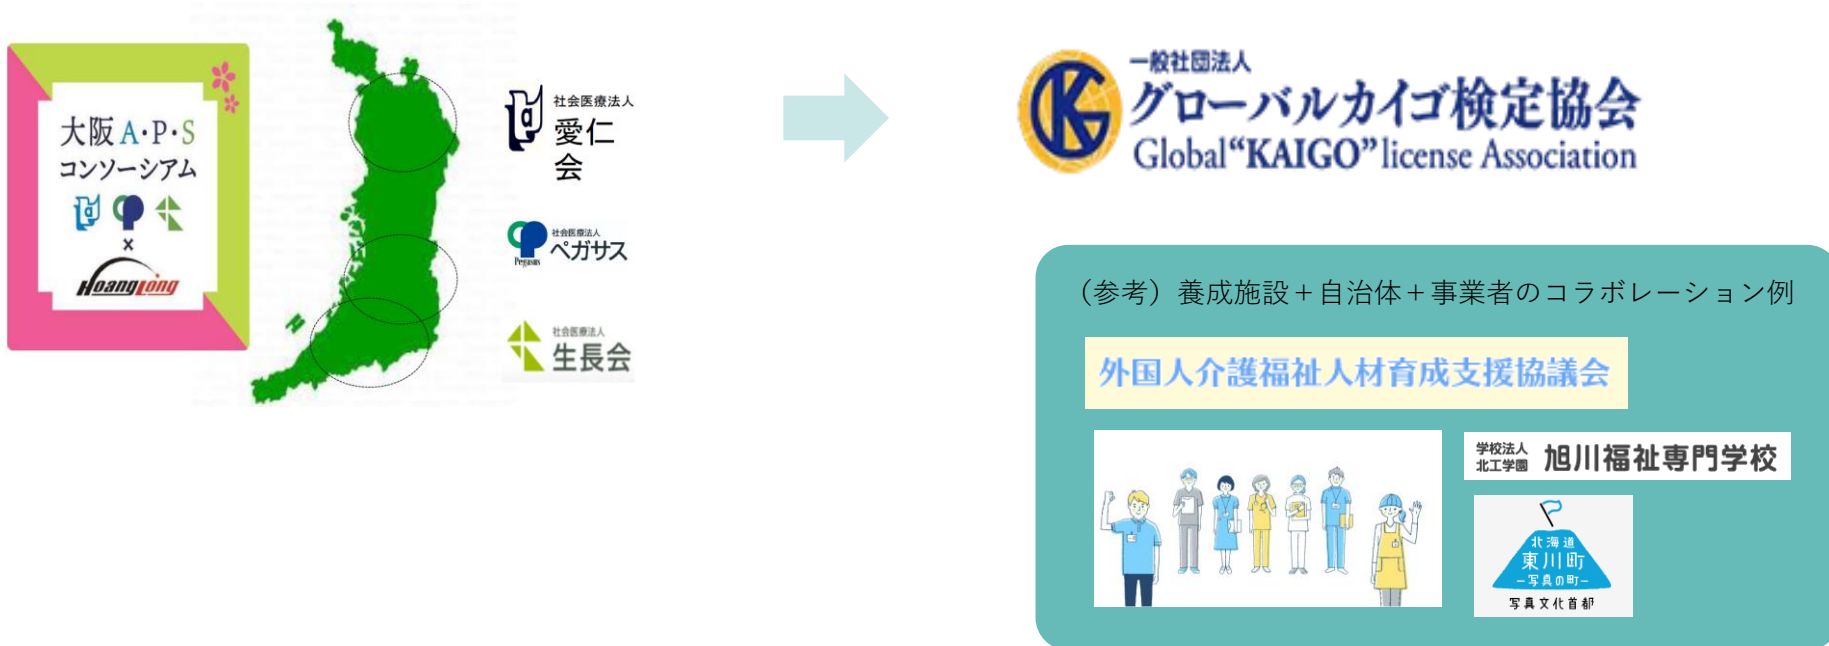 大阪A・P・S
コンソーシアム
×
HoangLong
社会医療法人
愛仁
会
社会医療法人
ペガサス
Pegasus
社会医療法人
生長会
一般社団法人
グローバルカイゴ検定協会
Global“KAIGO”license Association
（参考）養成施設＋自治体＋事業者のコラボレーション例
外国人介護福祉人材育成支援協議会
学校法人
北工学園
旭川福祉専門学校
北海道
東川町
－写真の町－
写真文化首都